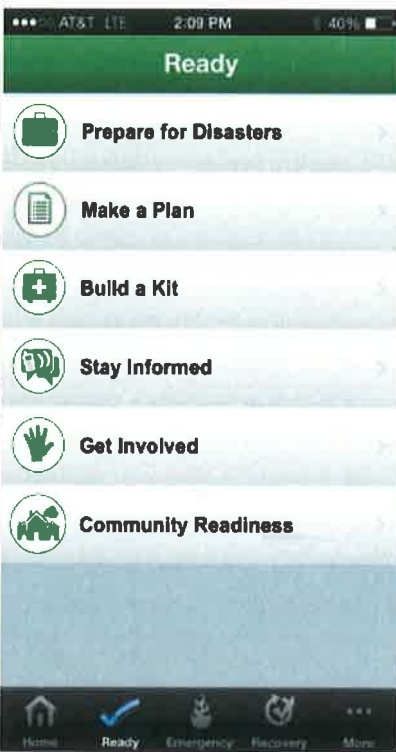 AT&T LTE 2:09 PM 40%
Ready
Prepare for Disasters
Make a Plan
Build a Kit
Stay Informed
Get Involved
Community Readiness
Home Ready Emergency Recovery More